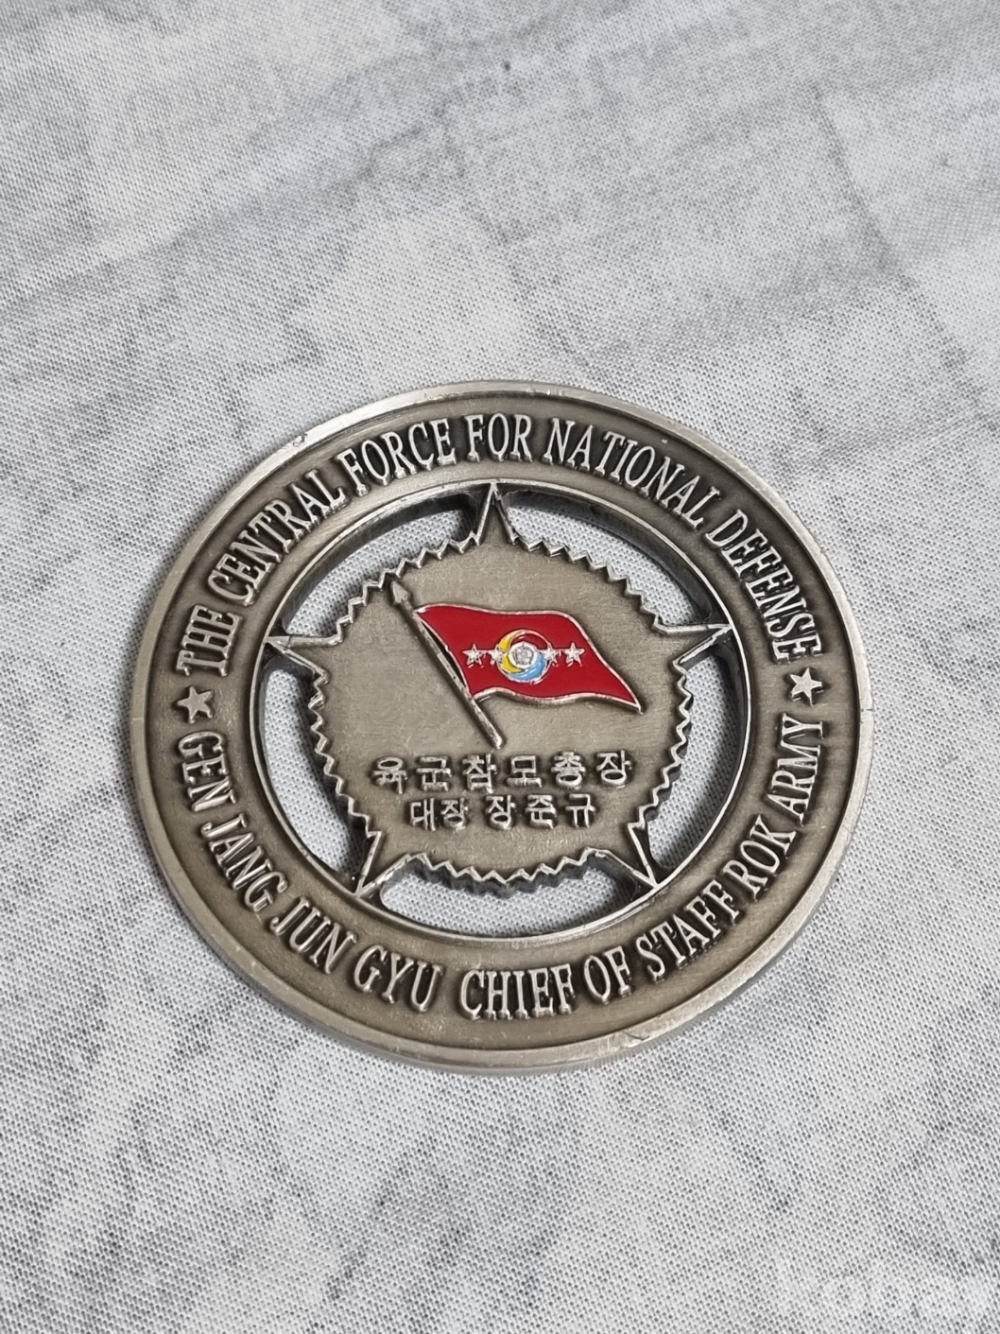 THE CENTRAL FORCE FOR NATIONAL DEFENSE
육군참모총장
대장 장준규
GEN JANG JUN GYU CHIEF OF STAFF ROK ARMY